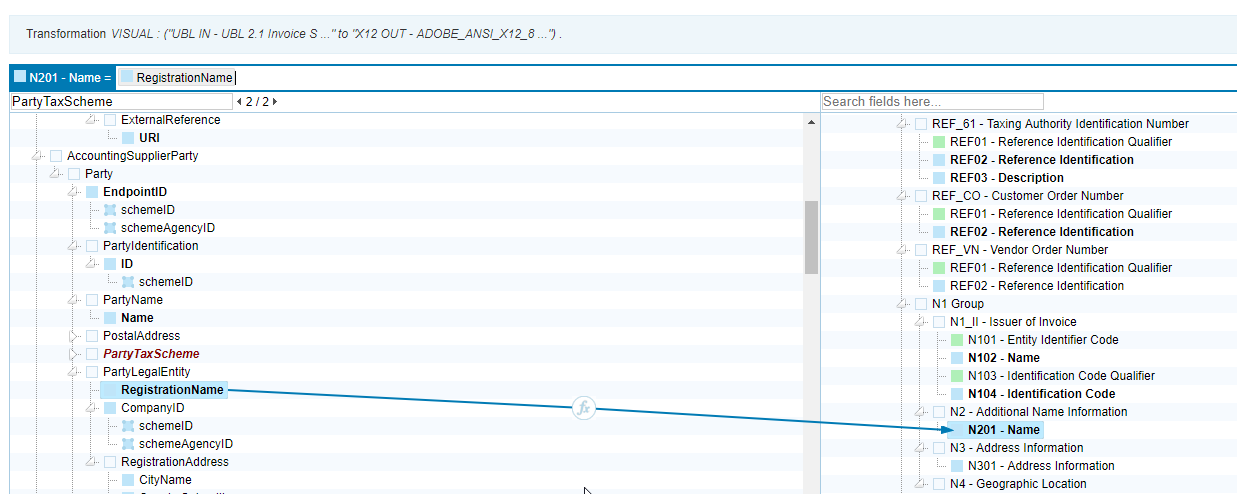 Transformation VISUAL : ("UBL IN - UBL 2.1 Invoice S ..." to "X12 OUT - ADOBE_ANSI_X12_8 ...") .
N201 - Name = RegistrationName
PartyTaxScheme 2 / 2
Search fields here...
ExternalReference
URI
AccountingSupplierParty
Party
EndpointID
schemeID
schemeAgencyID
PartyIdentification
ID
schemeID
PartyName
Name
PostalAddress
PartyTaxScheme
PartyLegalEntity
RegistrationName
CompanyID
schemeID
schemeAgencyID
RegistrationAddress
CityName
fx
REF_61 - Taxing Authority Identification Number
REF01 - Reference Identification Qualifier
REF02 - Reference Identification
REF03 - Description
REF_CO - Customer Order Number
REF01 - Reference Identification Qualifier
REF02 - Reference Identification
REF_VN - Vendor Order Number
REF01 - Reference Identification Qualifier
REF02 - Reference Identification
N1 Group
N1_II - Issuer of Invoice
N101 - Entity Identifier Code
N102 - Name
N103 - Identification Code Qualifier
N104 - Identification Code
N2 - Additional Name Information
N201 - Name
N3 - Address Information
N301 - Address Information
N4 - Geographic Location